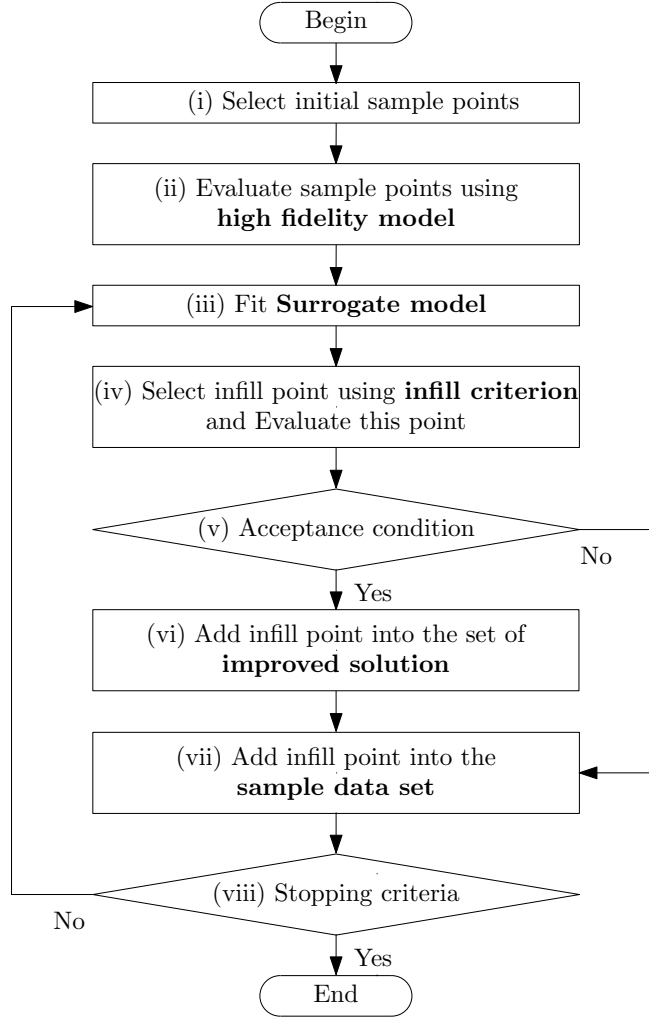 Begin
(i) Select initial sample points
(ii) Evaluate sample points using
high fidelity model
(iii) Fit Surrogate model
(iv) Select infill point using infill criterion
and Evaluate this point
(v) Acceptance condition
No
Yes
(vi) Add infill point into the set of
improved solution
(vii) Add infill point into the
sample data set
(viii) Stopping criteria
No
Yes
End